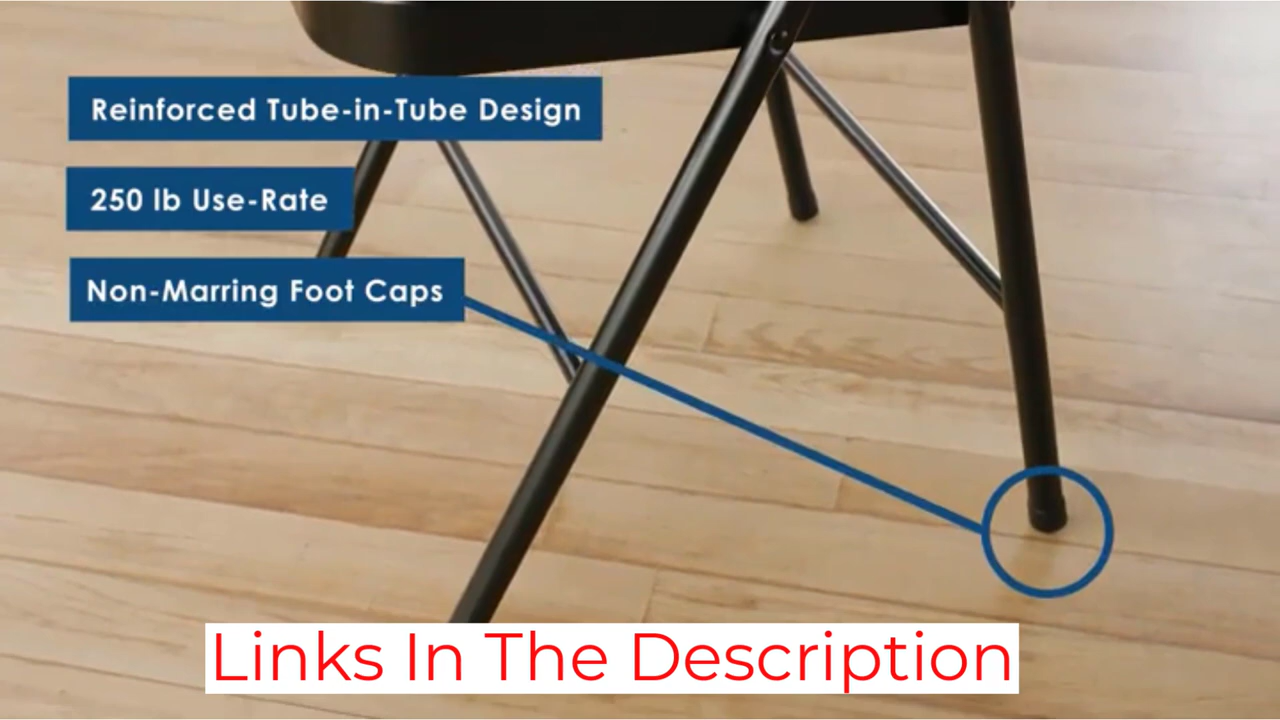 Reinforced Tube-in-Tube Design
250 lb Use-Rate
Non-Marring Foot Caps
Links In The Description